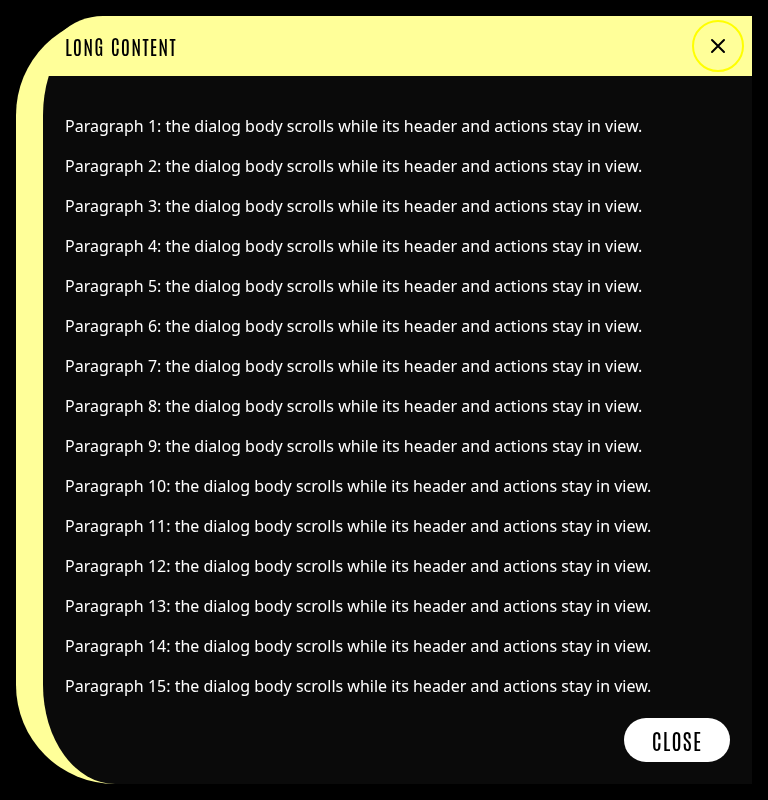 LONG CONTENT
Paragraph 1: the dialog body scrolls while its header and actions stay in view.
Paragraph 2: the dialog body scrolls while its header and actions stay in view.
Paragraph 3: the dialog body scrolls while its header and actions stay in view.
Paragraph 4: the dialog body scrolls while its header and actions stay in view.
Paragraph 5: the dialog body scrolls while its header and actions stay in view.
Paragraph 6: the dialog body scrolls while its header and actions stay in view.
Paragraph 7: the dialog body scrolls while its header and actions stay in view.
Paragraph 8: the dialog body scrolls while its header and actions stay in view.
Paragraph 9: the dialog body scrolls while its header and actions stay in view.
Paragraph 10: the dialog body scrolls while its header and actions stay in view.
Paragraph 11: the dialog body scrolls while its header and actions stay in view.
Paragraph 12: the dialog body scrolls while its header and actions stay in view.
Paragraph 13: the dialog body scrolls while its header and actions stay in view.
Paragraph 14: the dialog body scrolls while its header and actions stay in view.
Paragraph 15: the dialog body scrolls while its header and actions stay in view.
CLOSE